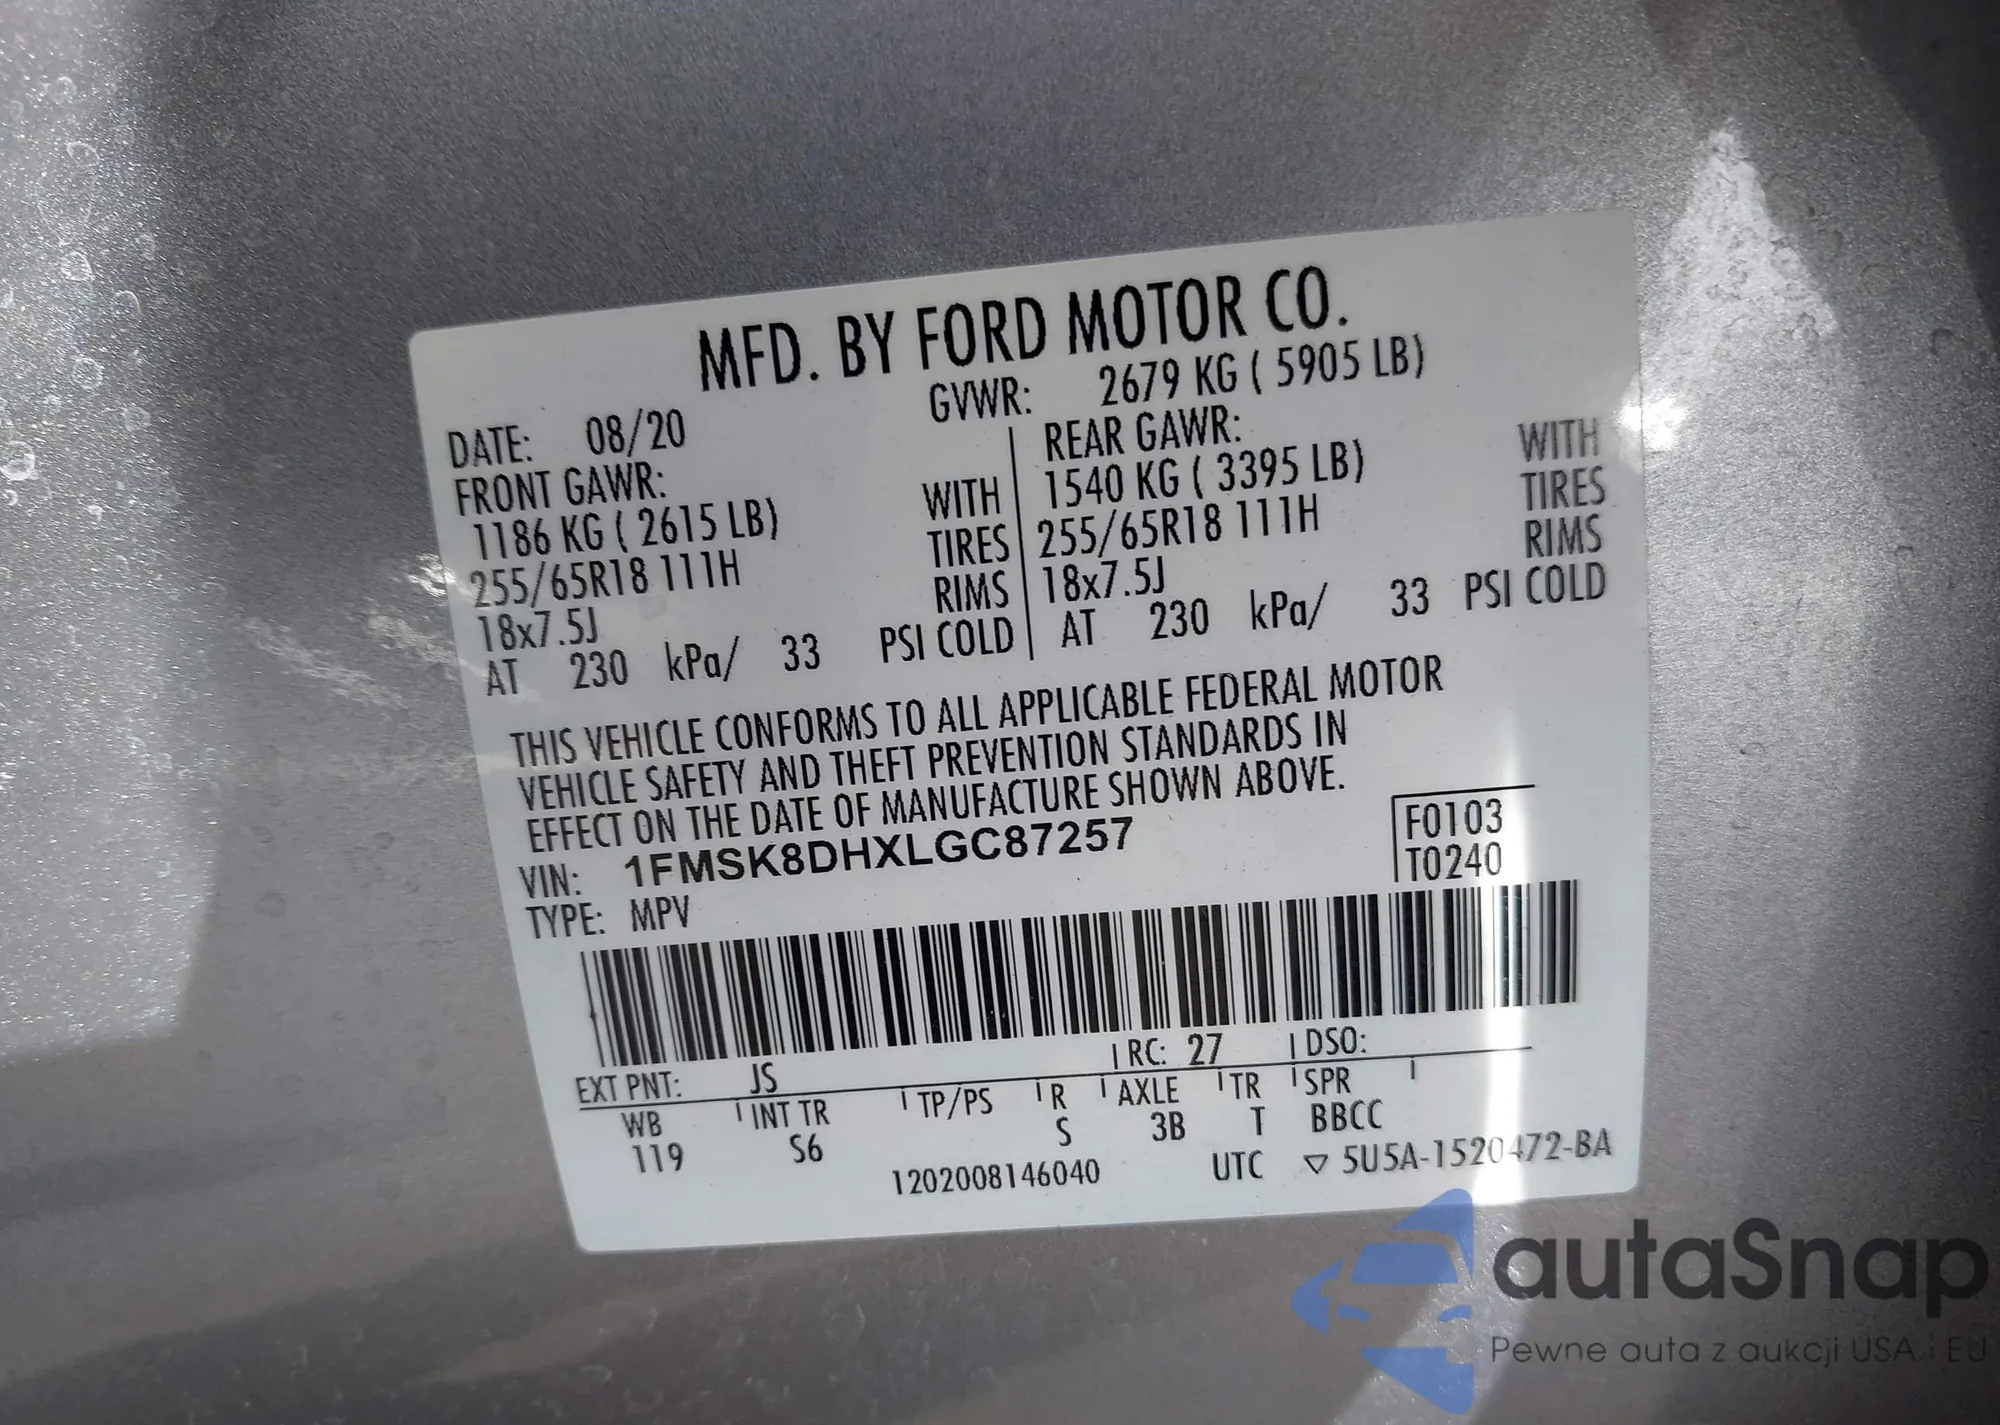 MFD. BY FORD MOTOR CO.
DATE: 08/20 GVWR: 2679 KG ( 5905 LB)
FRONT GAWR: REAR GAWR:
1186 KG ( 2615 LB) WITH 1540 KG ( 3395 LB) WITH
255/65R18 111H TIRES 255/65R18 111H TIRES
18x7.5J RIMS 18x7.5J RIMS
AT 230 kPa/ 33 PSI COLD AT 230 kPa/ 33 PSI COLD
THIS VEHICLE CONFORMS TO ALL APPLICABLE FEDERAL MOTOR
VEHICLE SAFETY AND THEFT PREVENTION STANDARDS IN
EFFECT ON THE DATE OF MANUFACTURE SHOWN ABOVE.
VIN: 1FMSK8DHXLGC87257 F0103
TYPE: MPV T0240
EXT PNT: JS RC: 27 DSO:
WB INT TR TP/PS R AXLE TR SPR
119 S6 S 3B T BBCC
1202008146040 UTC ▽ 5U5A-1520472-BA
autaSnap
Pewne auta z aukcji USA i EU